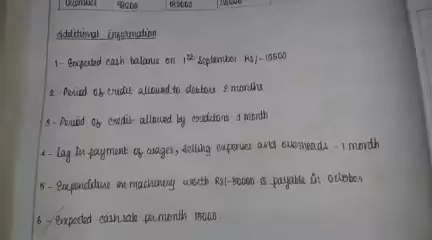 December 98200 
Additional Information
1- Expected cash balance on 1st September Rs/- 10500
2- Period of credit allowed to debtors 2 months
3- Period of credit allowed by creditors 1 month
4- Lag in payment of wages, selling expenses and overheads - 1 month
5- Expenditure on machinery worth Rs/- 50000 is payable in October
6- Expected cash sale per month 15000.